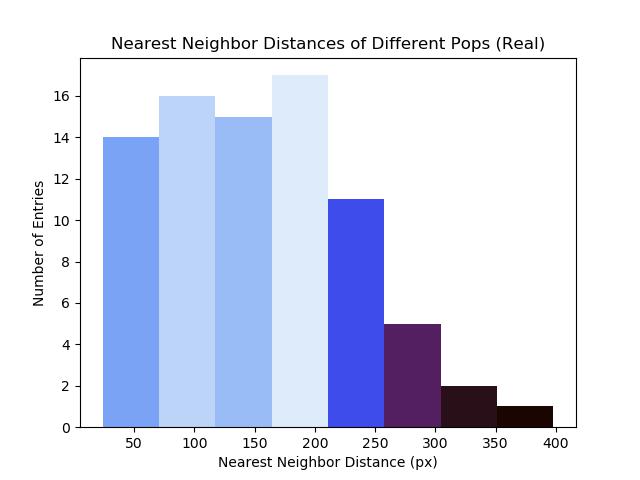 Nearest Neighbor Distances of Different Pops (Real)
16
14
12
10
8
6
4
2
0
Number of Entries
50 100 150 200 250 300 350 400
Nearest Neighbor Distance (px)